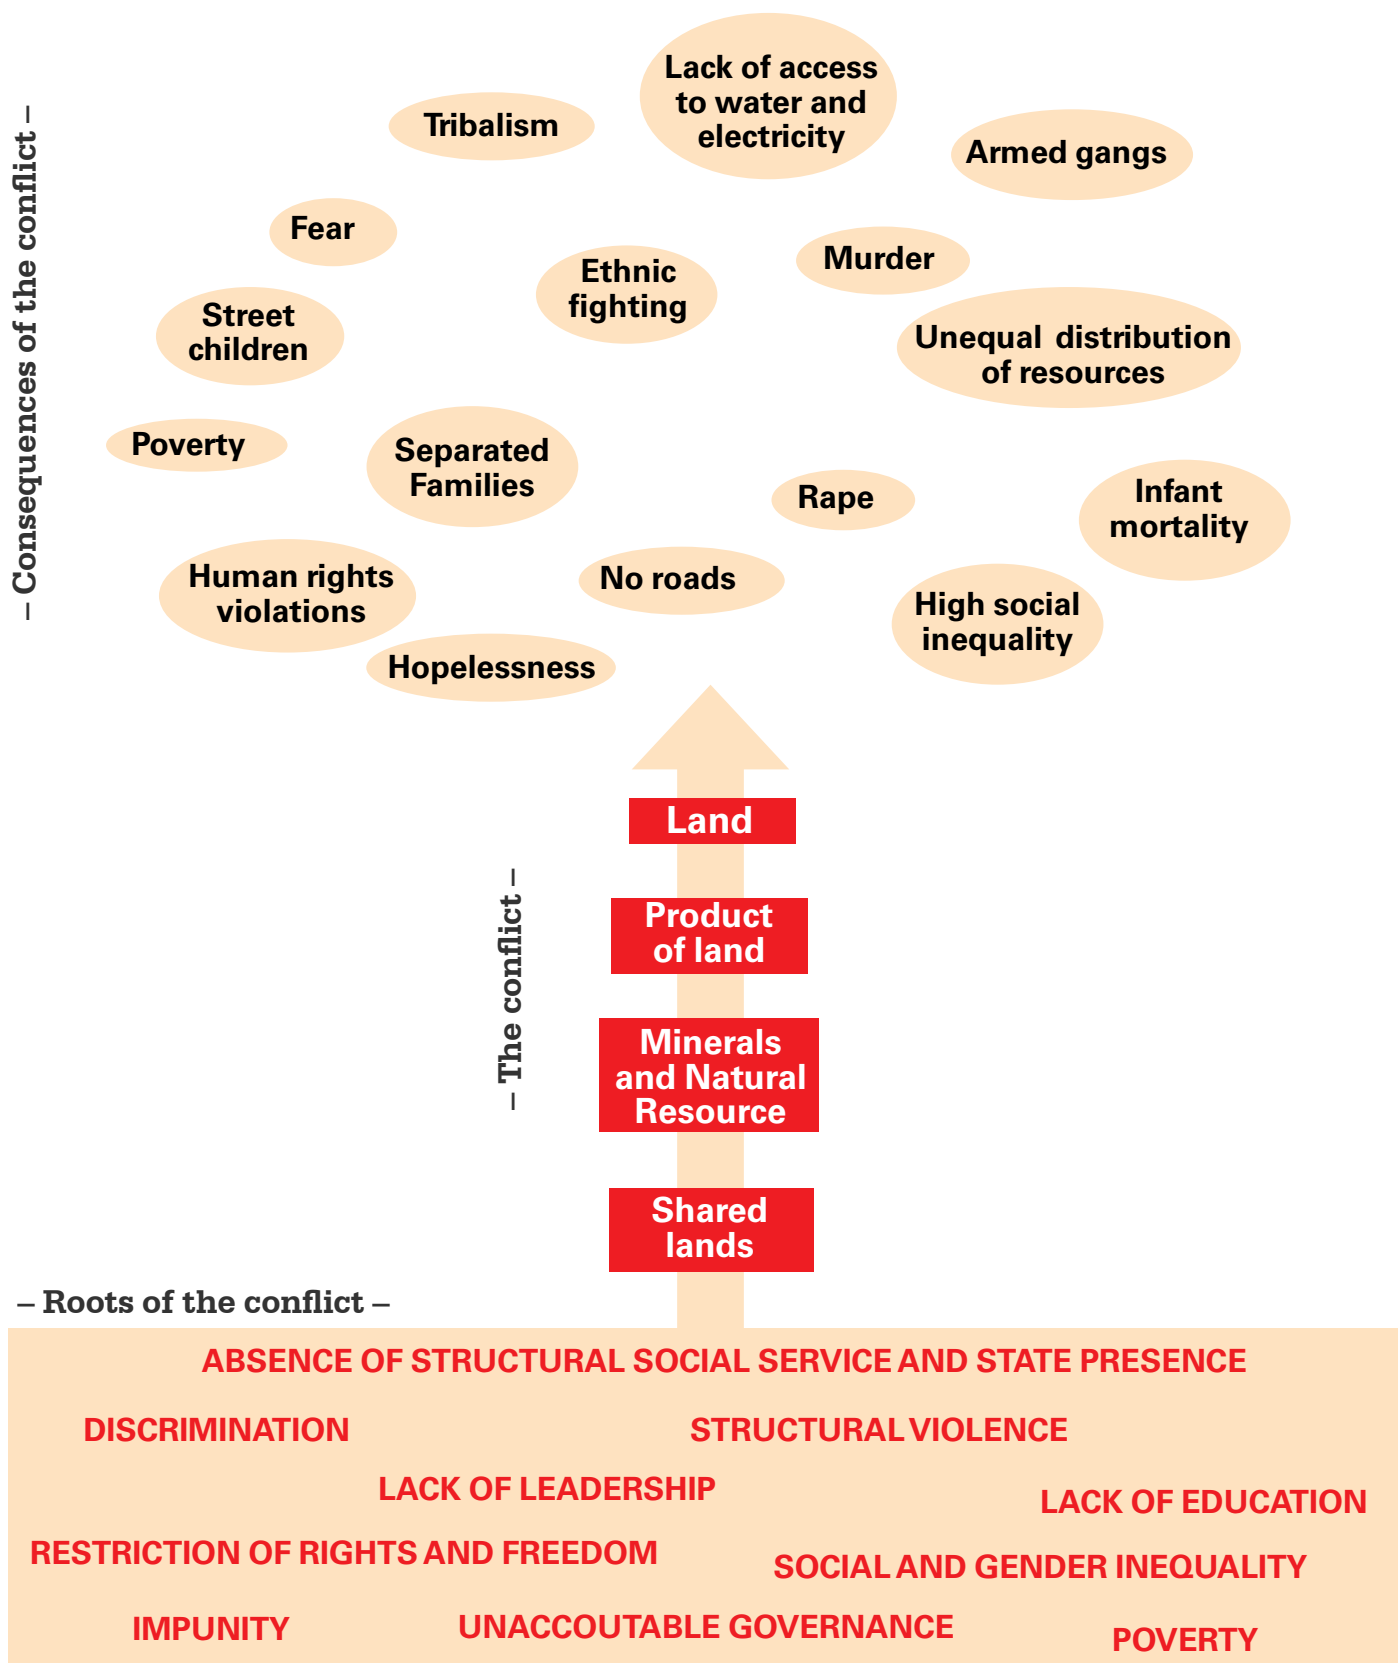 – Consequences of the conflict –
Lack of access
to water and
electricity
Tribalism
Armed gangs
Fear
Murder
Ethnic
fighting
Street
children
Unequal distribution
of resources
Poverty
Separated
Families
Rape
Infant
mortality
Human rights
violations
No roads
High social
inequality
Hopelessness
– The conflict –
Land
Product
of land
Minerals
and Natural
Resource
Shared
lands
– Roots of the conflict –
ABSENCE OF STRUCTURAL SOCIAL SERVICE AND STATE PRESENCE
DISCRIMINATION
STRUCTURAL VIOLENCE
LACK OF LEADERSHIP
LACK OF EDUCATION
RESTRICTION OF RIGHTS AND FREEDOM
SOCIAL AND GENDER INEQUALITY
IMPUNITY
UNACCOUTABLE GOVERNANCE
POVERTY